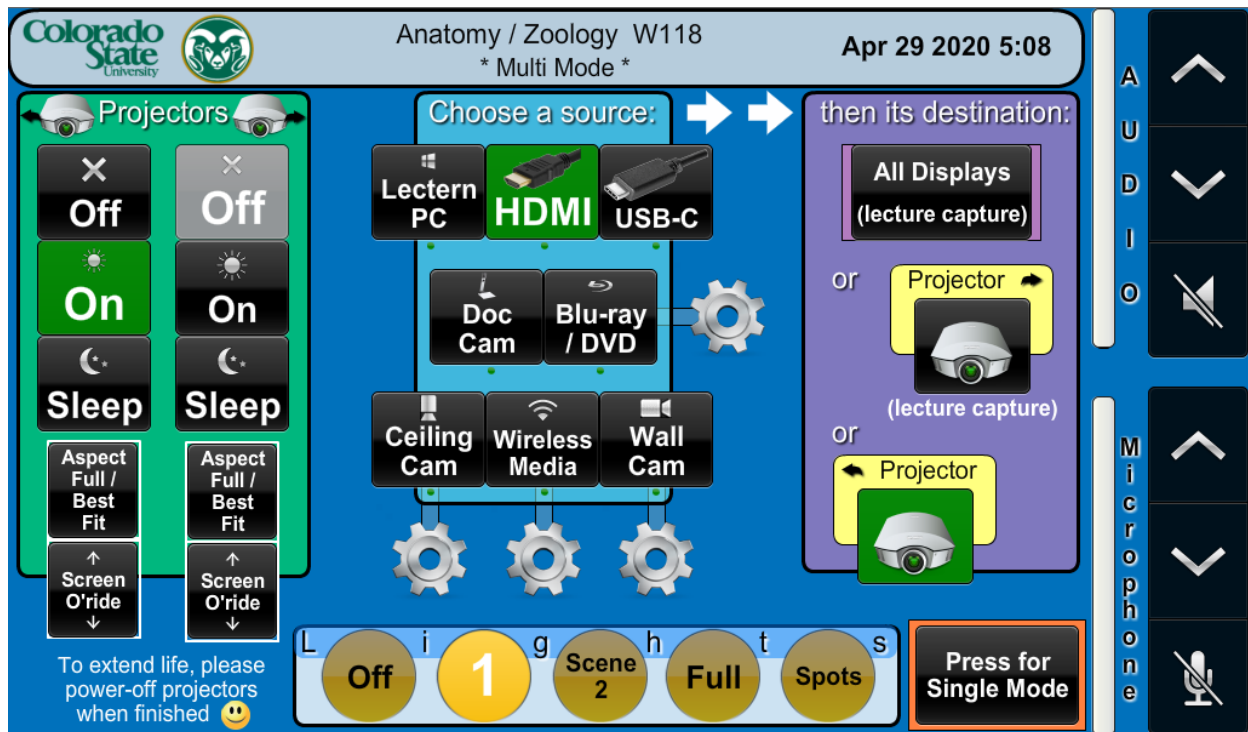 Colorado
State
University
Anatomy / Zoology W118
* Multi Mode *
Apr 29 2020 5:08
Projectors
Off
Off
On
On
Sleep
Sleep
Aspect
Full /
Best
Fit
Aspect
Full /
Best
Fit
Screen
O'ride
Screen
O'ride
To extend life, please
power-off projectors
when finished
Choose a source:
Lectern
PC
HDMI
USB-C
Doc
Cam
Blu-ray
/ DVD
Ceiling
Cam
Wireless
Media
Wall
Cam
then its destination:
All Displays
(lecture capture)
or
Projector
(lecture capture)
or
Projector
Lights
Off
1
Scene
2
Full
Spots
Press for
Single Mode
AUDIO
Microphone